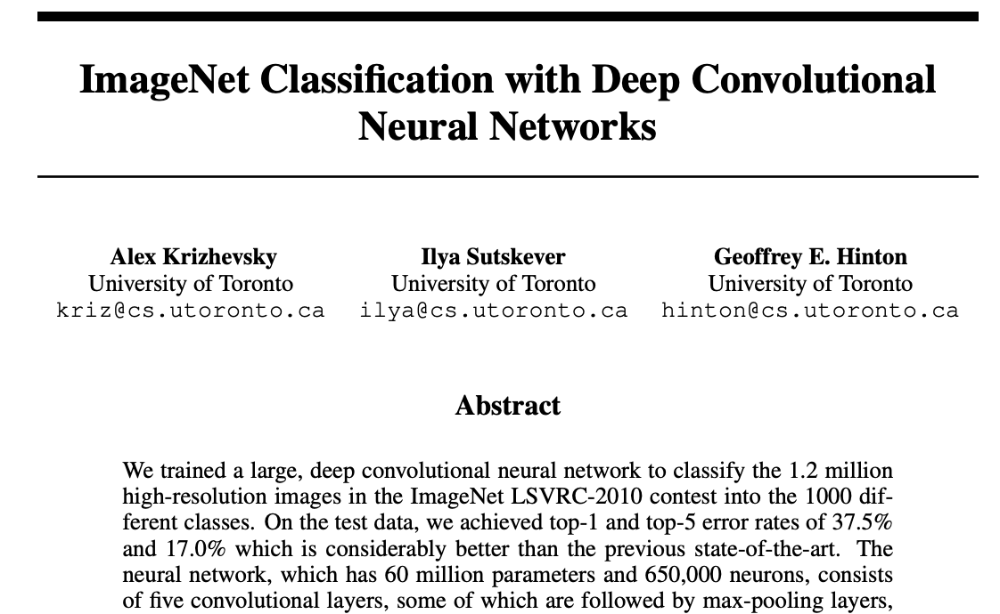 ImageNet Classification with Deep Convolutional
Neural Networks
Alex Krizhevsky
University of Toronto
kriz@cs.utoronto.ca
Ilya Sutskever
University of Toronto
ilya@cs.utoronto.ca
Geoffrey E. Hinton
University of Toronto
hinton@cs.utoronto.ca
Abstract
We trained a large, deep convolutional neural network to classify the 1.2 million
high-resolution images in the ImageNet LSVRC-2010 contest into the 1000 dif-
ferent classes. On the test data, we achieved top-1 and top-5 error rates of 37.5%
and 17.0% which is considerably better than the previous state-of-the-art. The
neural network, which has 60 million parameters and 650,000 neurons, consists
of five convolutional layers, some of which are followed by max-pooling layers,